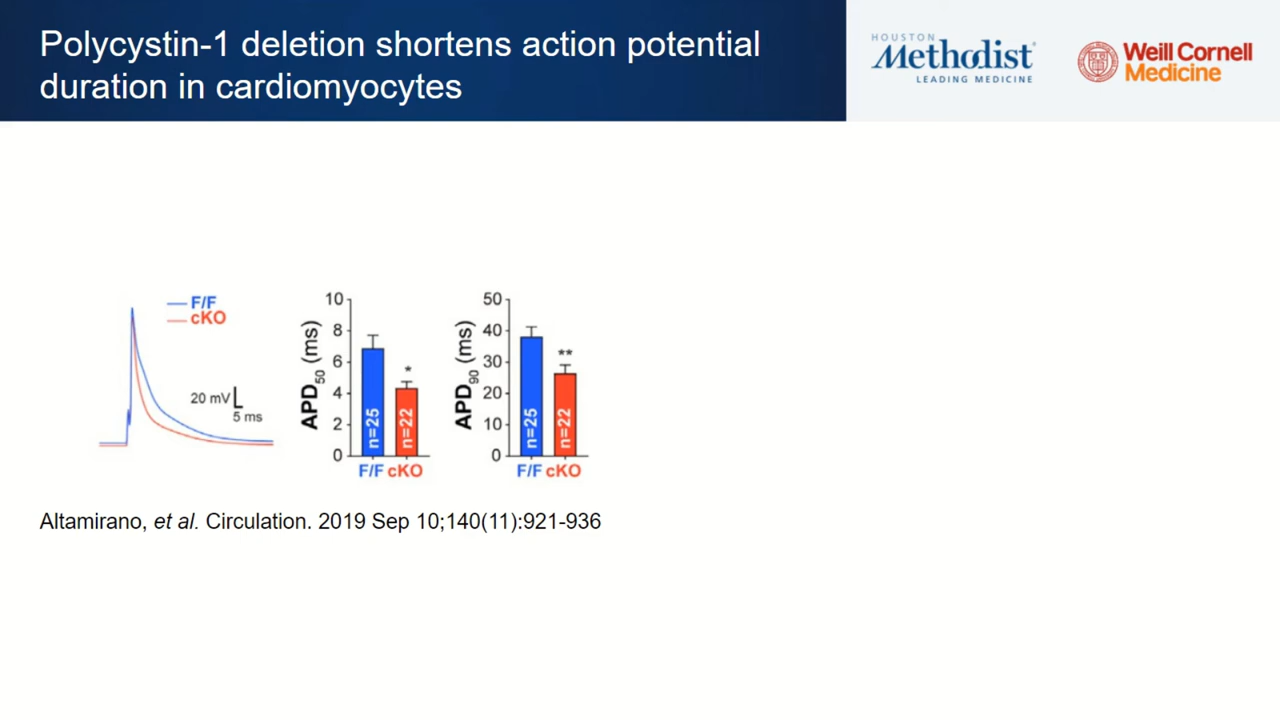 Polycystin-1 deletion shortens action potential
duration in cardiomyocytes
HOUSTON
Methodist
LEADING MEDICINE
Weill Cornell
Medicine
F/F
cKO
20 mV
5 ms
APD50 (ms)
10
8
6
4
2
0
*
n=25
n=22
F/F cKO
APD90 (ms)
50
40
30
20
10
0
**
n=25
n=22
F/F cKO
Altamirano, et al. Circulation. 2019 Sep 10;140(11):921-936